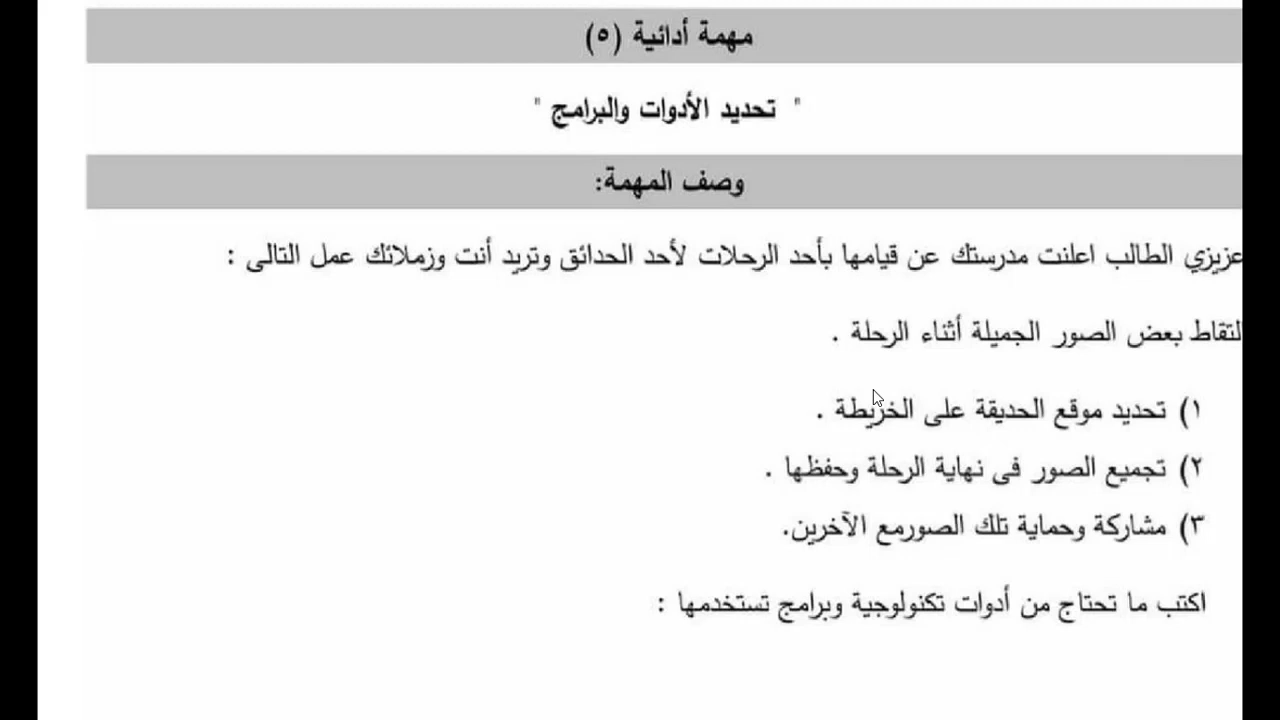 مهمة أدائية (٥)
" تحديد الأدوات والبرامج "
وصف المهمة:
عزيزي الطالب اعلنت مدرستك عن قيامها بأحد الرحلات لأحد الحدائق وتريد أنت وزملائك عمل التالى :
لتقاط بعض الصور الجميلة أثناء الرحلة .
١) تحديد موقع الحديقة على الخريطة .
٢) تجميع الصور فى نهاية الرحلة وحفظها .
٣) مشاركة وحماية تلك الصورمع الآخرين.
اكتب ما تحتاج من أدوات تكنولوجية وبرامج تستخدمها :